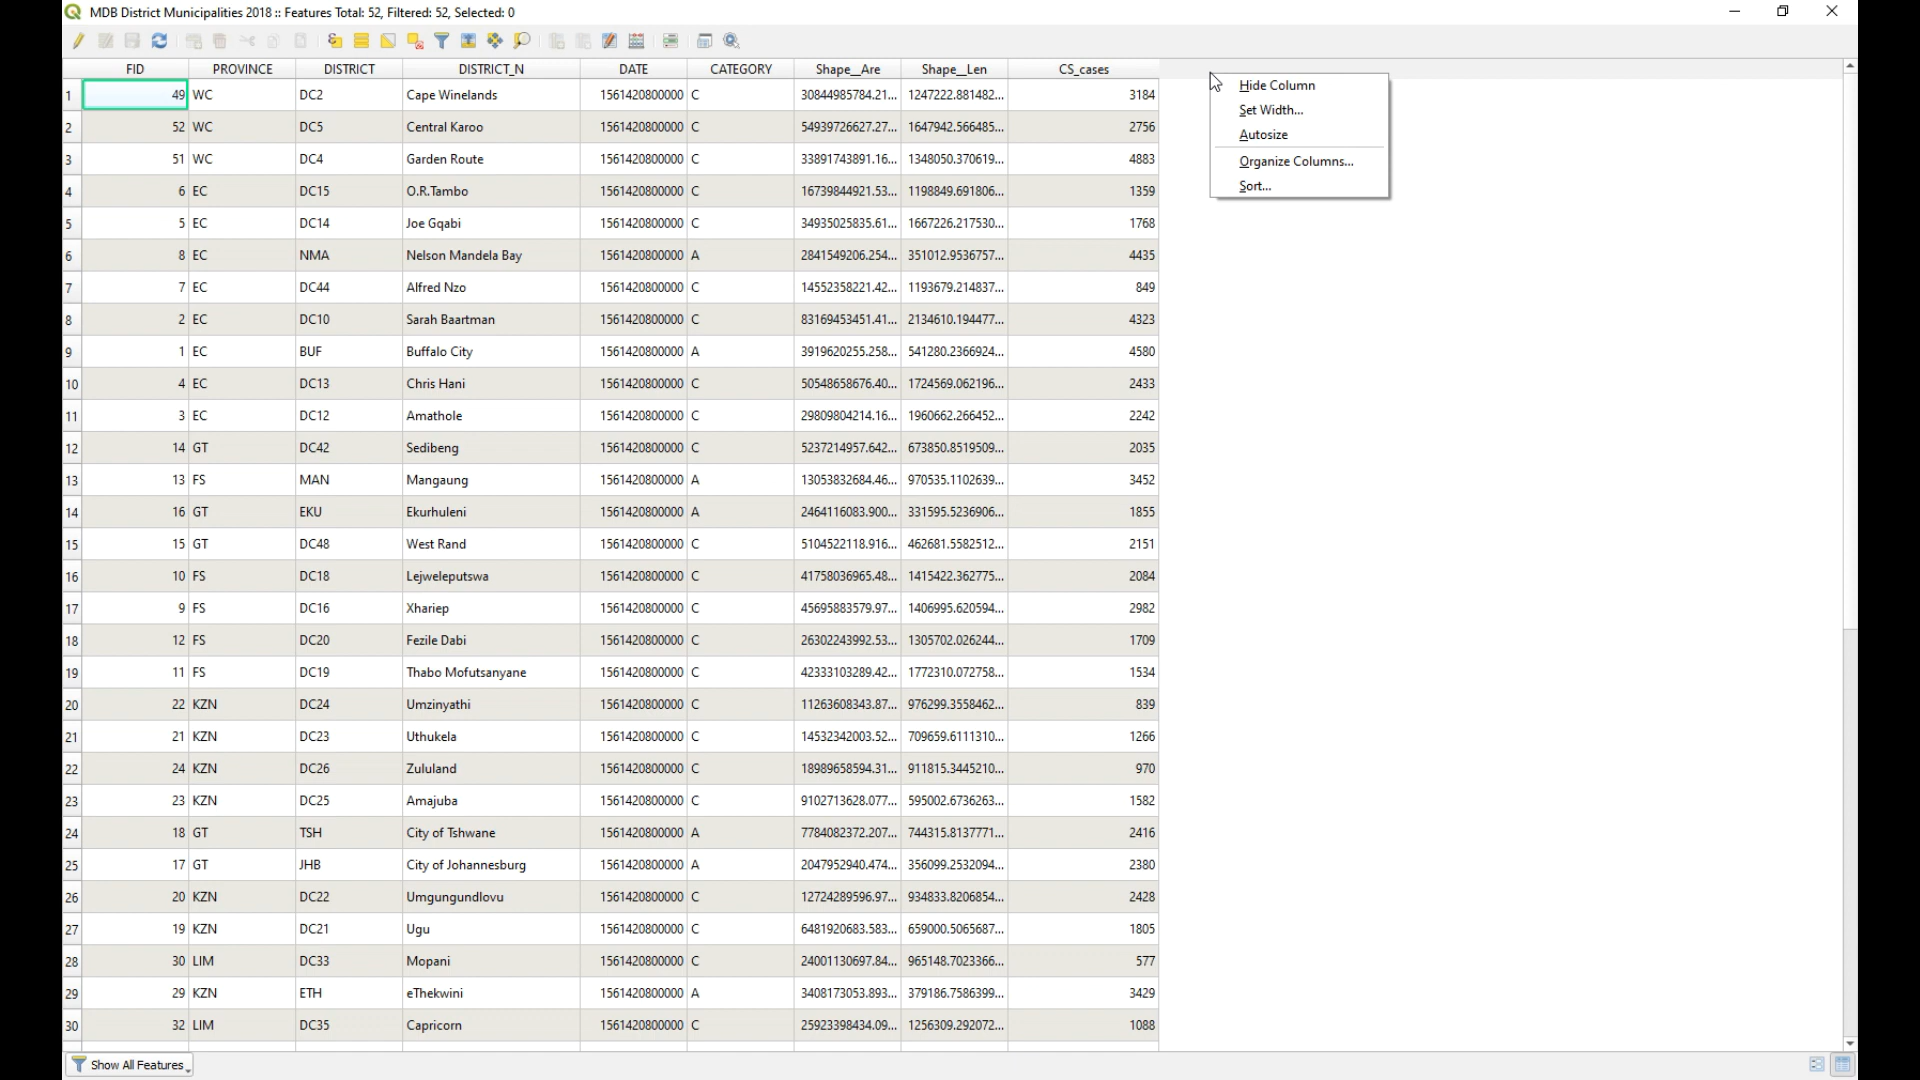 MDB District Municipalities 2018 :: Features Total: 52, Filtered: 52, Selected: 0
FID PROVINCE DISTRICT DISTRICT_N DATE CATEGORY Shape__Are Shape__Len CS_cases
1 49 WC DC2 Cape Winelands 1561420800000 C 30844985784.21... 1247222.881482... 3184
2 52 WC DC5 Central Karoo 1561420800000 C 54939726627.27... 1647942.566485... 2756
3 51 WC DC4 Garden Route 1561420800000 C 33891743891.16... 1348050.370619... 4883
4 6 EC DC15 O.R.Tambo 1561420800000 C 16739844921.53... 1198849.691806... 1359
5 5 EC DC14 Joe Gqabi 1561420800000 C 34935025835.61... 1667226.217530... 1768
6 8 EC NMA Nelson Mandela Bay 1561420800000 A 2841549206.254... 351012.9536757... 4435
7 7 EC DC44 Alfred Nzo 1561420800000 C 14552358221.42... 1193679.214837... 849
8 2 EC DC10 Sarah Baartman 1561420800000 C 83169453451.41... 2134610.194477... 4323
9 1 EC BUF Buffalo City 1561420800000 A 3919620255.258... 541280.2366924... 4580
10 4 EC DC13 Chris Hani 1561420800000 C 50548658676.40... 1724569.062196... 2433
11 3 EC DC12 Amathole 1561420800000 C 29809804214.16... 1960662.266452... 2242
12 14 GT DC42 Sedibeng 1561420800000 C 5237214957.642... 673850.8519509... 2035
13 13 FS MAN Mangaung 1561420800000 A 13053832684.46... 970535.1102639... 3452
14 16 GT EKU Ekurhuleni 1561420800000 A 2464116083.900... 331595.5236906... 1855
15 15 GT DC48 West Rand 1561420800000 C 5104522118.916... 462681.5582512... 2151
16 10 FS DC18 Lejweleputswa 1561420800000 C 41758036965.48... 1415422.362775... 2084
17 9 FS DC16 Xhariep 1561420800000 C 45695883579.97... 1406995.620594... 2982
18 12 FS DC20 Fezile Dabi 1561420800000 C 26302243992.53... 1305702.026244... 1709
19 11 FS DC19 Thabo Mofutsanyane 1561420800000 C 42333103289.42... 1772310.072758... 1534
20 22 KZN DC24 Umzinyathi 1561420800000 C 11263608343.87... 976299.3558462... 839
21 21 KZN DC23 Uthukela 1561420800000 C 14532342003.52... 709659.6111310... 1266
22 24 KZN DC26 Zululand 1561420800000 C 18989658594.31... 911815.3445210... 970
23 23 KZN DC25 Amajuba 1561420800000 C 9102713628.077... 595002.6736263... 1582
24 18 GT TSH City of Tshwane 1561420800000 A 7784082372.207... 744315.8137771... 2416
25 17 GT JHB City of Johannesburg 1561420800000 A 2047952940.474... 356099.2532094... 2380
26 20 KZN DC22 Umgungundlovu 1561420800000 C 12724289596.97... 934833.8206854... 2428
27 19 KZN DC21 Ugu 1561420800000 C 6481920683.583... 659000.5065687... 1805
28 30 LIM DC33 Mopani 1561420800000 C 24001130697.84... 965148.7023366... 577
29 29 KZN ETH eThekwini 1561420800000 A 3408173053.893... 379186.7586399... 3429
30 32 LIM DC35 Capricorn 1561420800000 C 25923398434.09... 1256309.292072... 1088
Hide Column
Set Width...
Autosize
Organize Columns...
Sort...
Show All Features